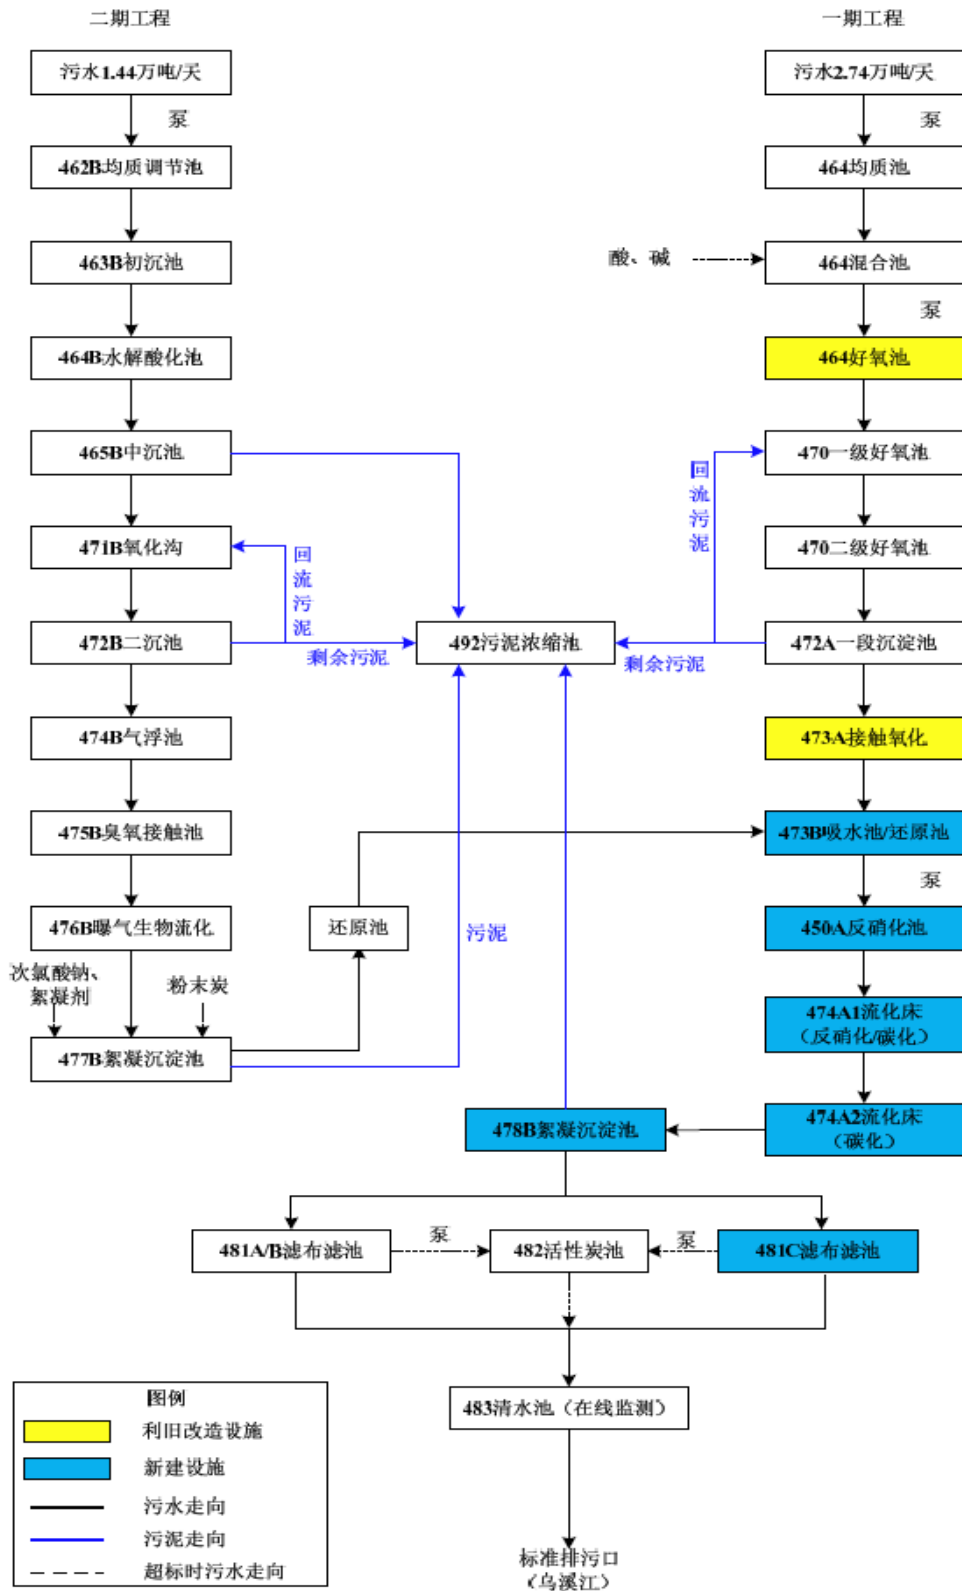 二期工程
一期工程
污水1.44万吨/天
污水2.74万吨/天
泵
泵
462B均质调节池
464均质池
463B初沉池
酸、碱
464混合池
泵
464B水解酸化池
464好氧池
465B中沉池
470一级好氧池
回流污泥
471B氧化沟
470二级好氧池
回流污泥
472B二沉池
492污泥浓缩池
472A一段沉淀池
剩余污泥
剩余污泥
474B气浮池
473A接触氧化
475B臭氧接触池
473B吸水池/还原池
泵
476B曝气生物流化
还原池
污泥
450A反硝化池
次氯酸钠、
絮凝剂
粉末炭
474A1流化床
（反硝化/碳化）
477B絮凝沉淀池
478B絮凝沉淀池
474A2流化床
（碳化）
泵
泵
481A/B滤布滤池
482活性炭池
481C滤布滤池
图例
483清水池（在线监测）
利旧改造设施
新建设施
污水走向
污泥走向
超标时污水走向
标准排污口
（乌溪江）